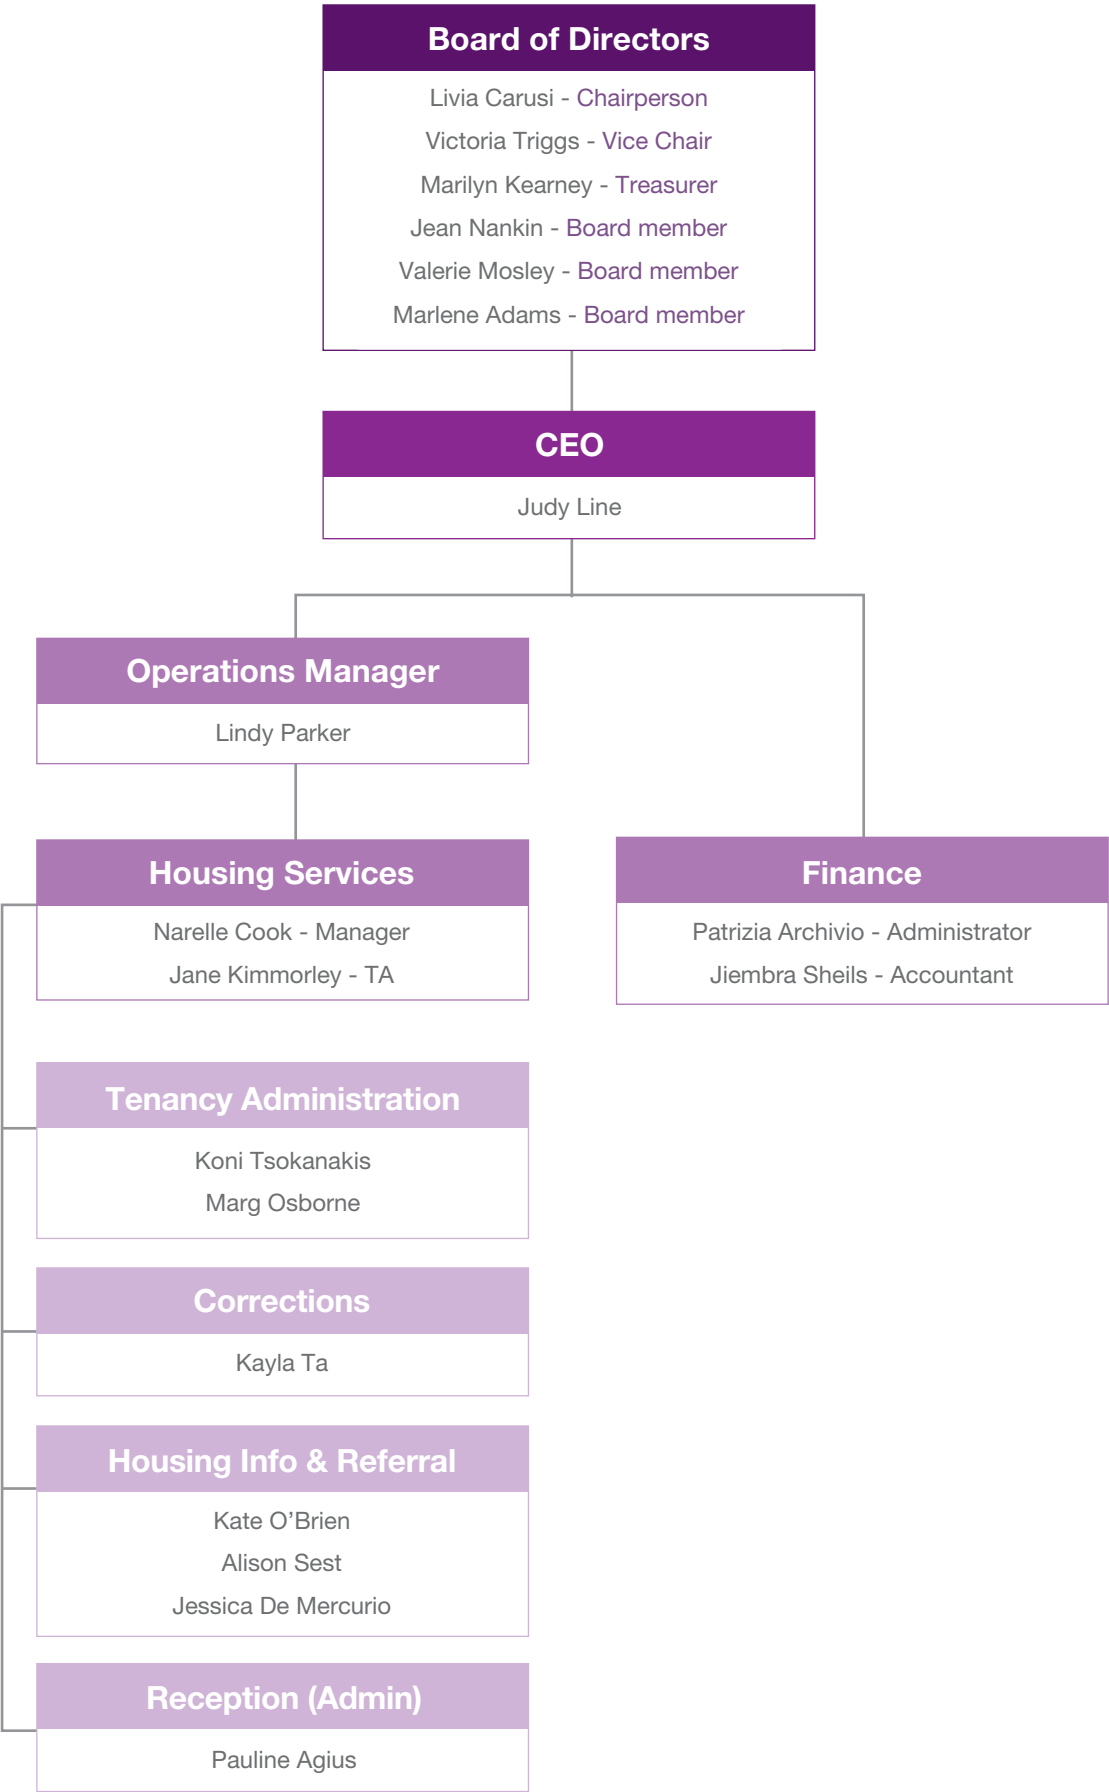 Board of Directors
Livia Carusi - Chairperson
Victoria Triggs - Vice Chair
Marilyn Kearney - Treasurer
Jean Nankin - Board member
Valerie Mosley - Board member
Marlene Adams - Board member
CEO
Judy Line
Operations Manager
Lindy Parker
Housing Services
Narelle Cook - Manager
Jane Kimmorley - TA
Finance
Patrizia Archivio - Administrator
Jiembra Sheils - Accountant
Tenancy Administration
Koni Tsokanakis
Marg Osborne
Corrections
Kayla Ta
Housing Info & Referral
Kate O’Brien
Alison Sest
Jessica De Mercurio
Reception (Admin)
Pauline Agius